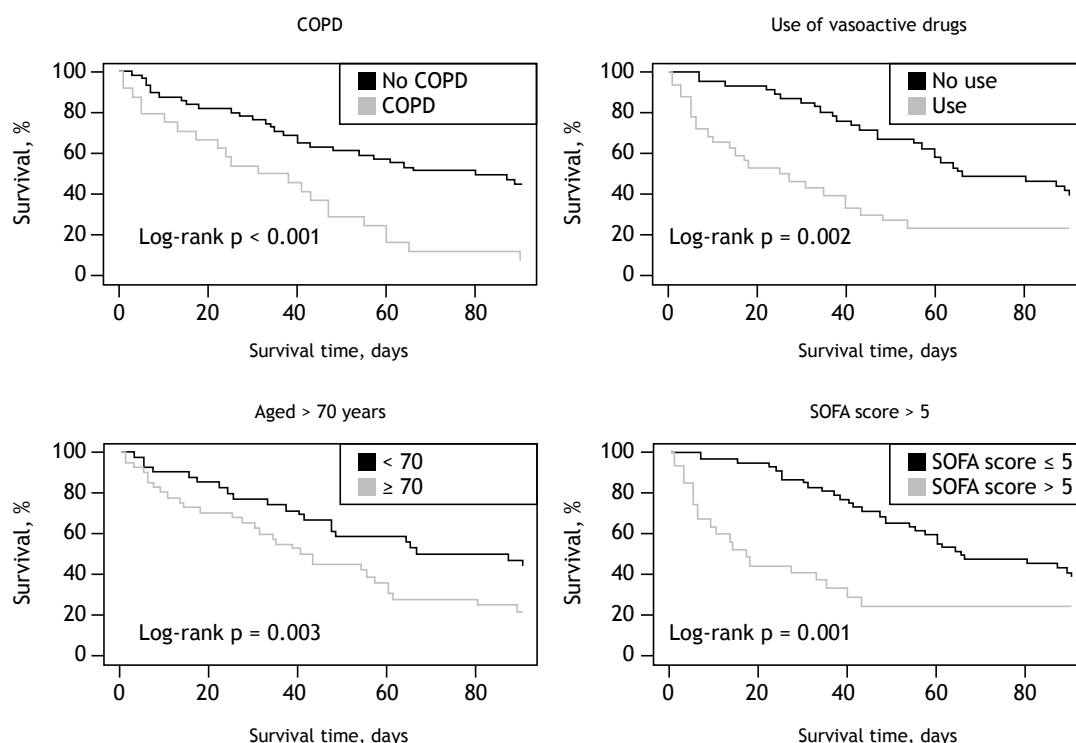 COPD
Survival, %
100
80
60
40
20
0
No COPD
COPD
Log-rank p < 0.001
0 20 40 60 80
Survival time, days
Use of vasoactive drugs
Survival, %
100
80
60
40
20
0
No use
Use
Log-rank p = 0.002
0 20 40 60 80
Survival time, days
Aged > 70 years
Survival, %
100
80
60
40
20
0
< 70
≥ 70
Log-rank p = 0.003
0 20 40 60 80
Survival time, days
SOFA score > 5
Survival, %
100
80
60
40
20
0
SOFA score ≤ 5
SOFA score > 5
Log-rank p = 0.001
0 20 40 60 80
Survival time, days